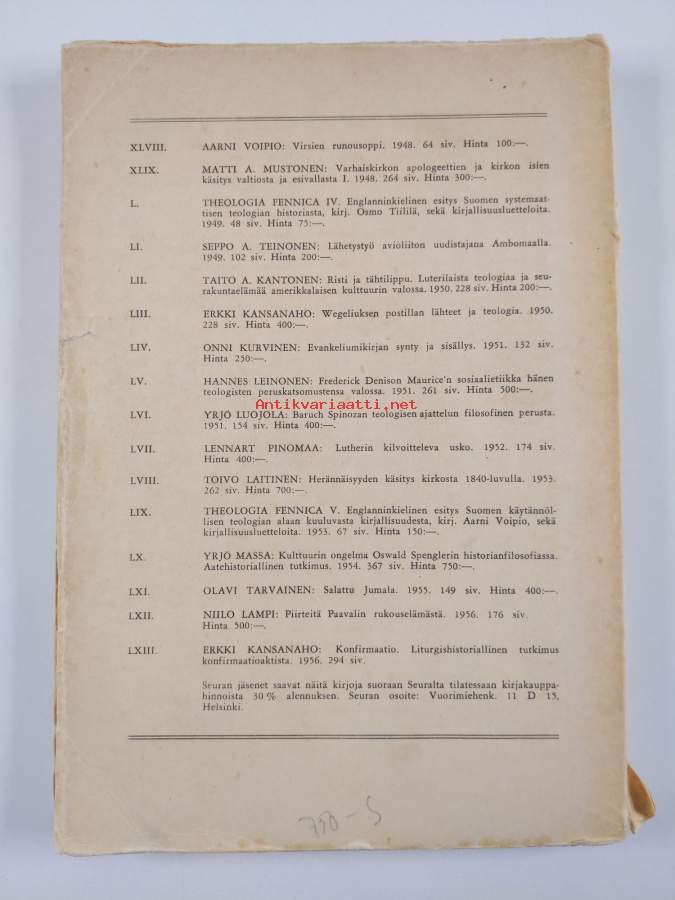 XLVIII. AARNI VOIPIO: Virsien runousoppi. 1948. 64 siv. Hinta 100:—.
XLIX. MATTI A. MUSTONEN: Varhaiskirkon apologeettien ja kirkon isien
käsitys valtiosta ja esivallasta I. 1948. 264 siv. Hinta 300:—.
L. THEOLOGIA FENNICA IV. Englanninkielinen esitys Suomen systemaat-
tisen teologian historiasta, kirj. Osmo Tiililä, sekä kirjallisuusluetteloita.
1949. 48 siv. Hinta 75:—.
LI. SEPPO A. TEINONEN: Lähetystyö avioliiton uudistajana Ambomaalla.
1949. 102 siv. Hinta 200:—.
LII. TAITO A. KANTONEN: Risti ja tähtilippu. Luterilaista teologiaa ja seu-
rakuntaelämää amerikkalaisen kulttuurin valossa. 1950. 228 siv. Hinta 200:—.
LIII. ERKKI KANSANAHO: Wegeliuksen postillan lähteet ja teologia. 1950.
228 siv. Hinta 400:—.
LIV. ONNI KURVINEN: Evankeliumikirjan synty ja sisällys. 1951. 132 siv.
Hinta 250:—.
LV. HANNES LEINONEN: Frederick Denison Maurice'n sosiaalietiikka hänen
teologisten peruskatsomustensa valossa. 1951. 261 siv. Hinta 500:—.
Antikvariaatti.net
LVI. YRJÖ LUOJOLA: Baruch Spinozan teologisen ajattelun filosofinen perusta.
1951. 154 siv. Hinta 400:—.
LVII. LENNART PINOMAA: Lutherin kilvoitteleva usko. 1952. 174 siv.
Hinta 400:—.
LVIII. TOIVO LAITINEN: Herännäisyyden käsitys kirkosta 1840-luvulla. 1953.
262 siv. Hinta 700:—.
LIX. THEOLOGIA FENNICA V. Englanninkielinen esitys Suomen käytännöl-
lisen teologian alaan kuuluvasta kirjallisuudesta, kirj. Aarni Voipio, sekä
kirjallisuusluetteloita. 1953. 67 siv. Hinta 150:—.
LX. YRJÖ MASSA: Kulttuurin ongelma Oswald Spenglerin historianfilosofiassa.
Aatehistoriallinen tutkimus. 1954. 367 siv. Hinta 750:—.
LXI. OLAVI TARVAINEN: Salattu Jumala. 1955. 149 siv. Hinta 400:—.
LXII. NIILO LAMPI: Piirteitä Paavalin rukouselämästä. 1956. 176 siv.
Hinta 500:—.
LXIII. ERKKI KANSANAHO: Konfirmaatio. Liturgishistoriallinen tutkimus
konfirmaatioaktista. 1956. 294 siv.
Seuran jäsenet saavat näitä kirjoja suoraan Seuralta tilatessaan kirjakauppa-
hinnoista 30 % alennuksen. Seuran osoite: Vuorimiehenk. 11 D 15,
Helsinki.